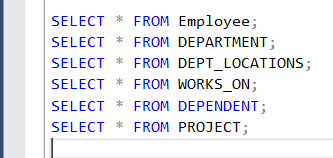 SELECT * FROM Employee;
SELECT * FROM DEPARTMENT;
SELECT * FROM DEPT_LOCATIONS;
SELECT * FROM WORKS_ON;
SELECT * FROM DEPENDENT;
SELECT * FROM PROJECT;